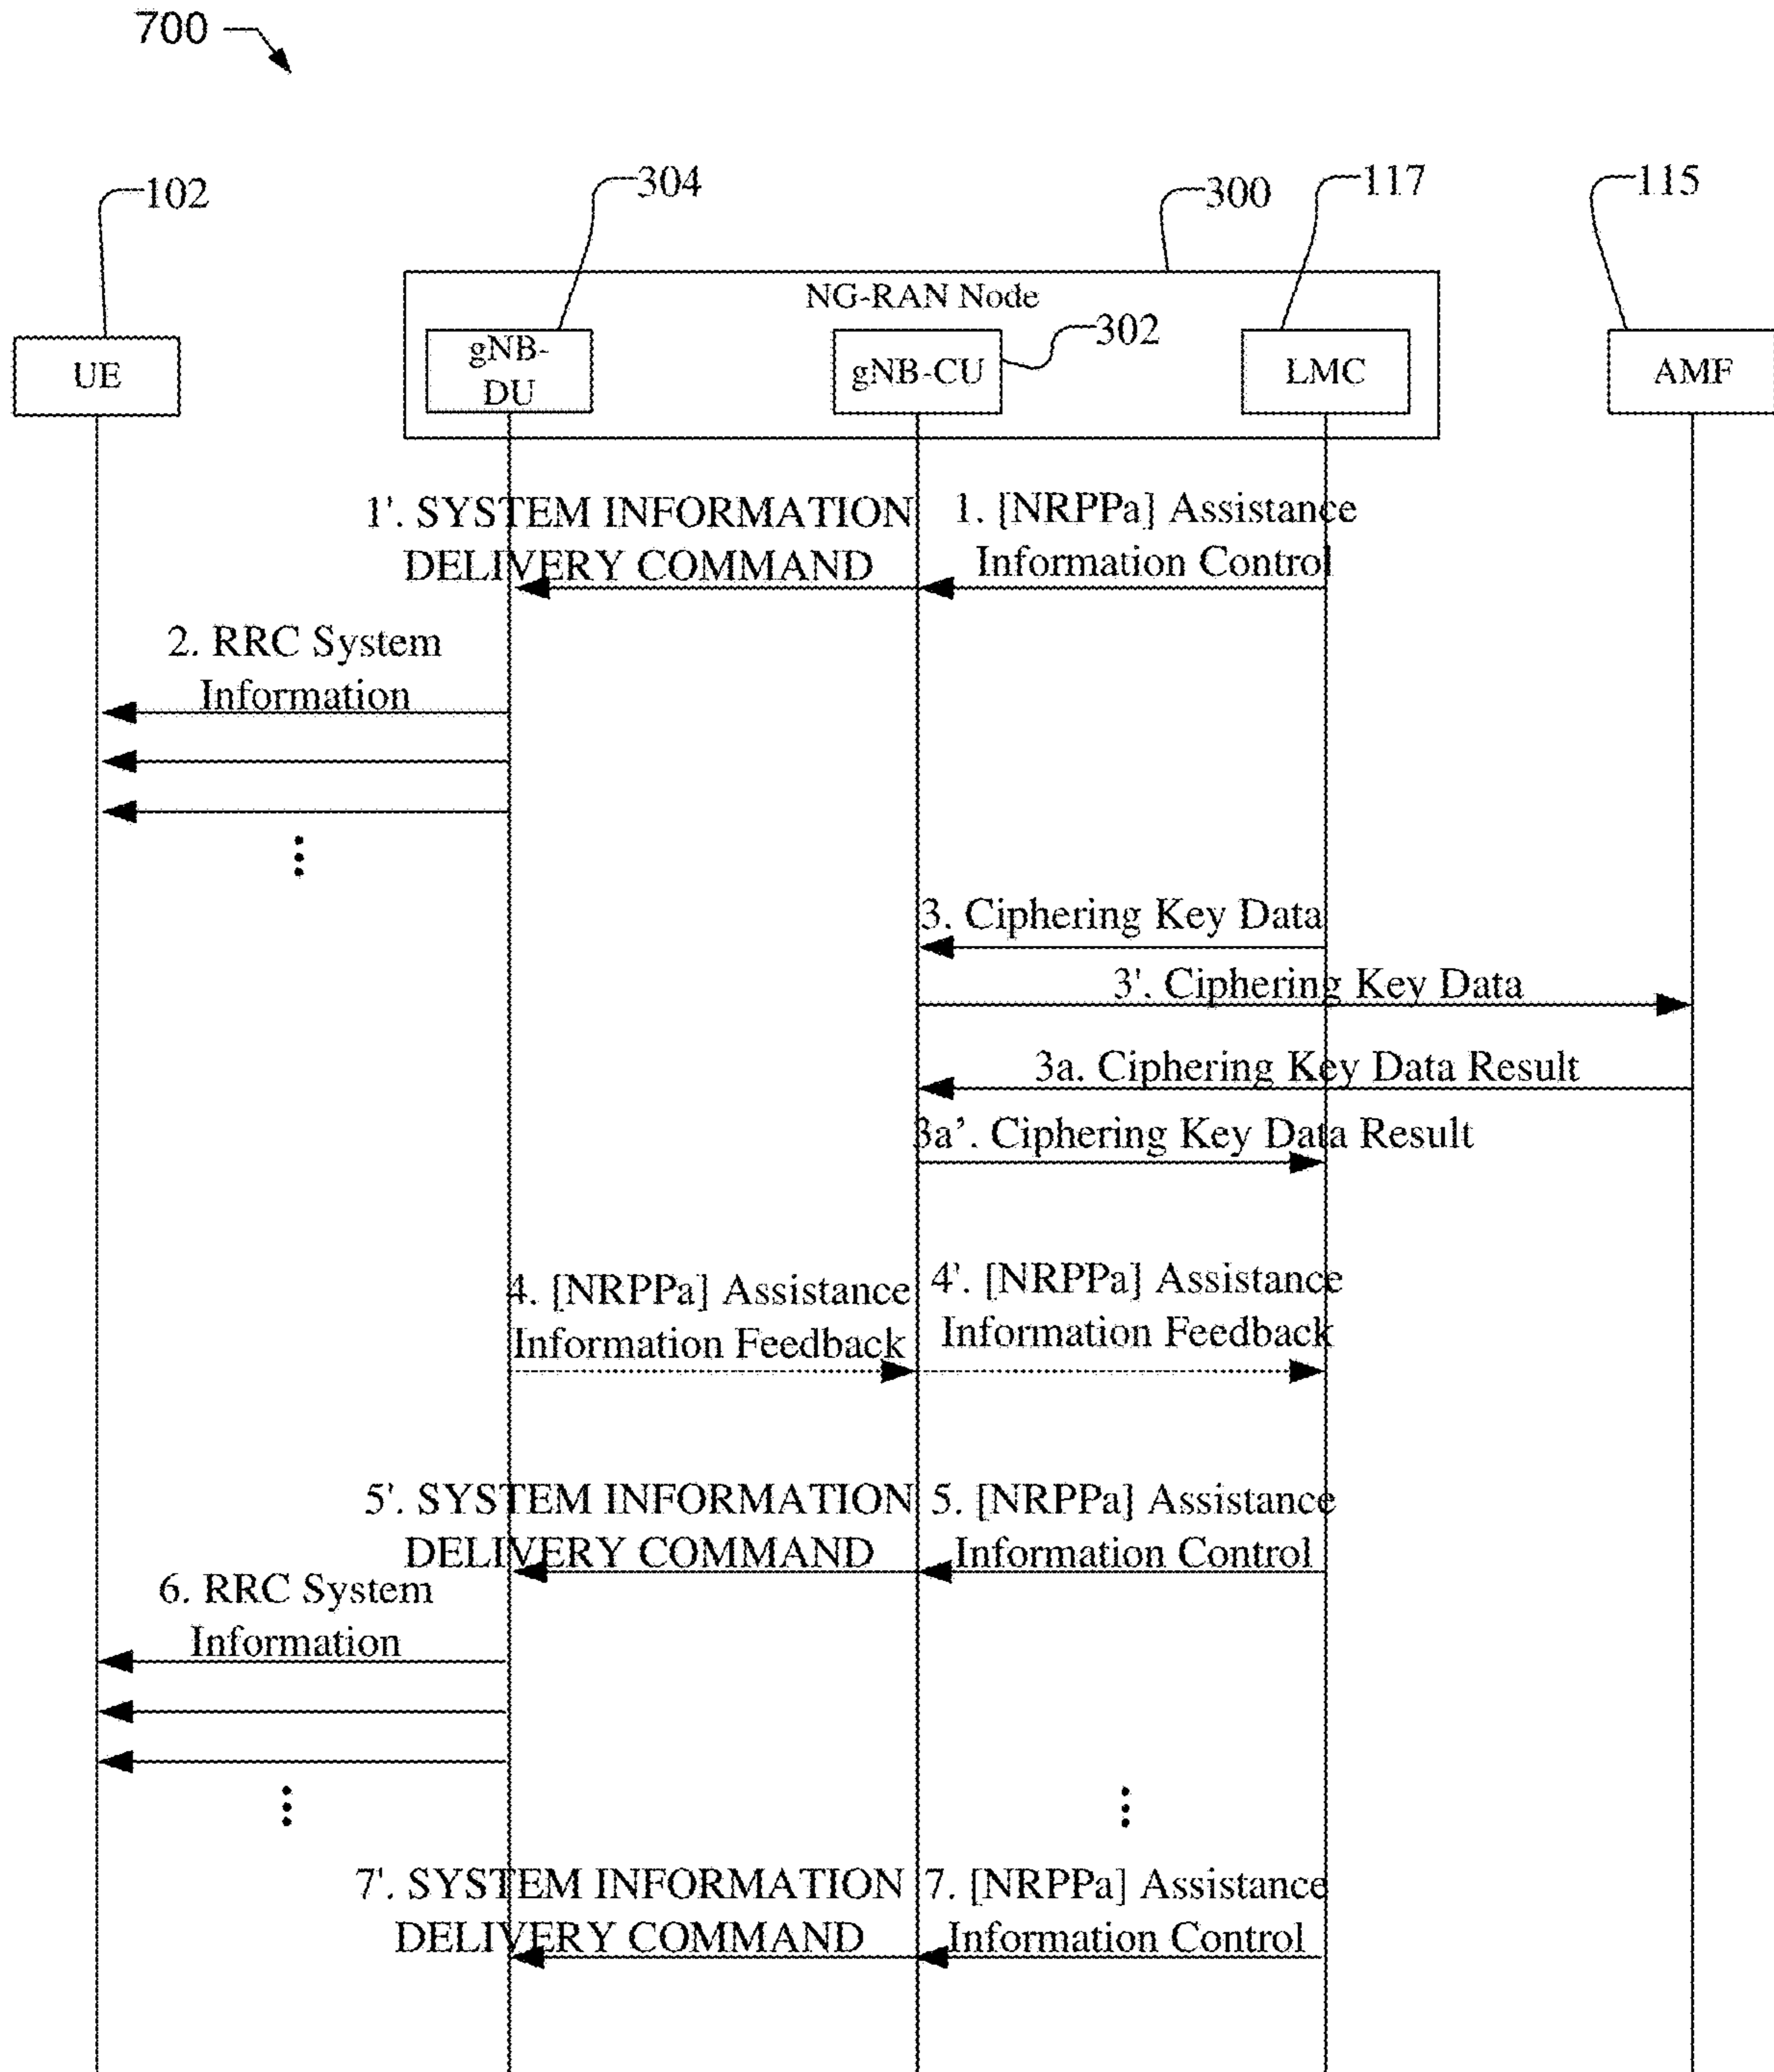 700
102
304
300
117
115
NG-RAN Node
UE
gNB-
DU
gNB-CU
302
LMC
AMF
1'. SYSTEM INFORMATION
DELIVERY COMMAND
1. [NRPPa] Assistance
Information Control
2. RRC System
Information
3. Ciphering Key Data
3'. Ciphering Key Data
3a. Ciphering Key Data Result
3a’. Ciphering Key Data Result
4. [NRPPa] Assistance
Information Feedback
4'. [NRPPa] Assistance
Information Feedback
5'. SYSTEM INFORMATION
DELIVERY COMMAND
5. [NRPPa] Assistance
Information Control
6. RRC System
Information
7'. SYSTEM INFORMATION
DELIVERY COMMAND
7. [NRPPa] Assistance
Information Control